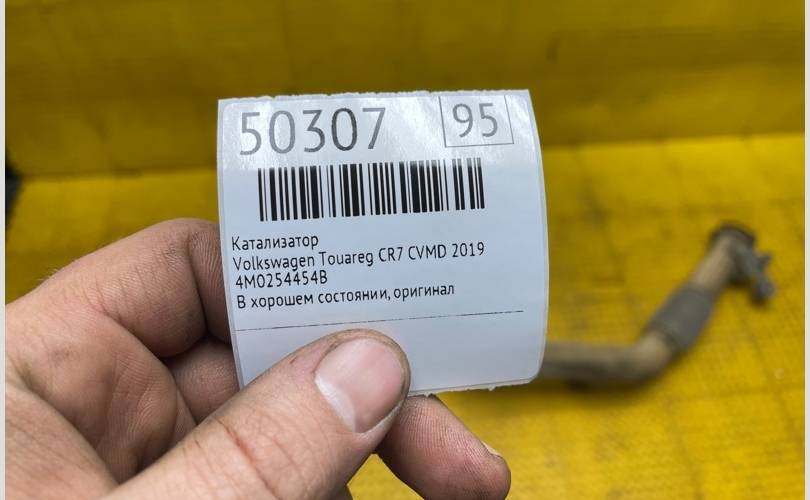 50307 95
Катализатор
Volkswagen Touareg CR7 CVMD 2019
4M0254454B
В хорошем состоянии, оригинал